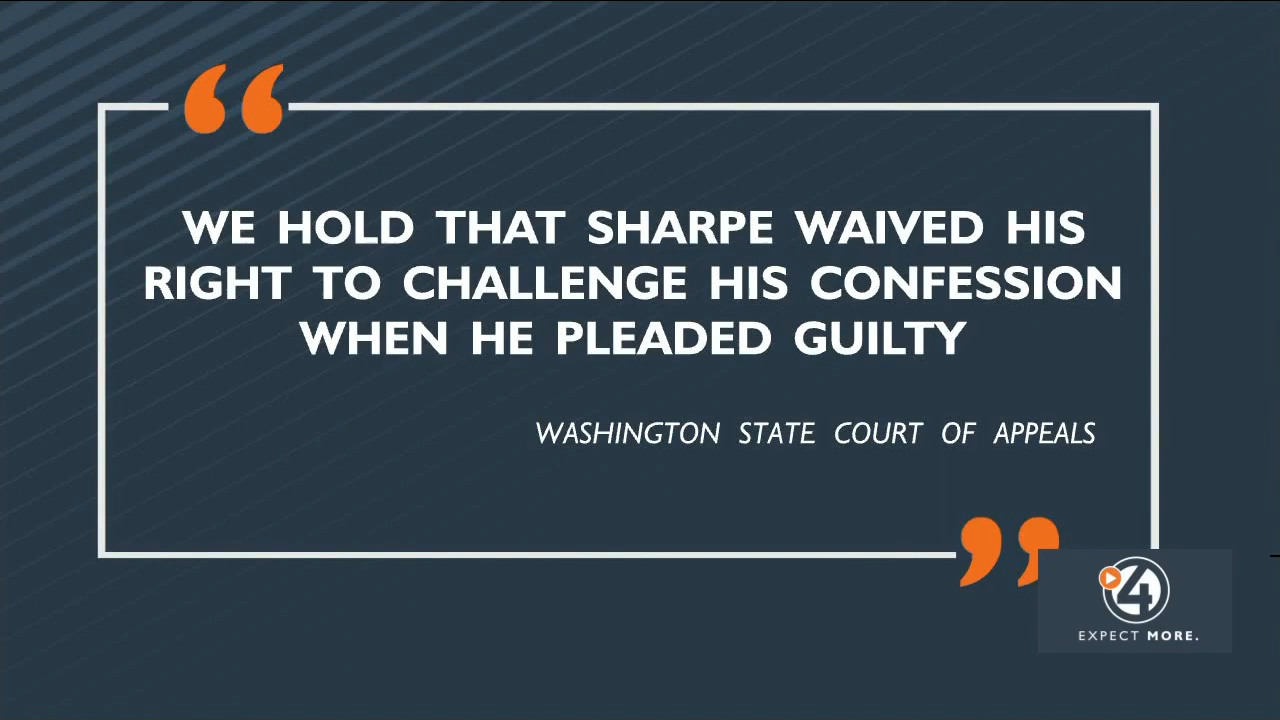 WE HOLD THAT SHARPE WAIVED HIS
RIGHT TO CHALLENGE HIS CONFESSION
WHEN HE PLEADED GUILTY
WASHINGTON STATE COURT OF APPEALS
4
EXPECT MORE.